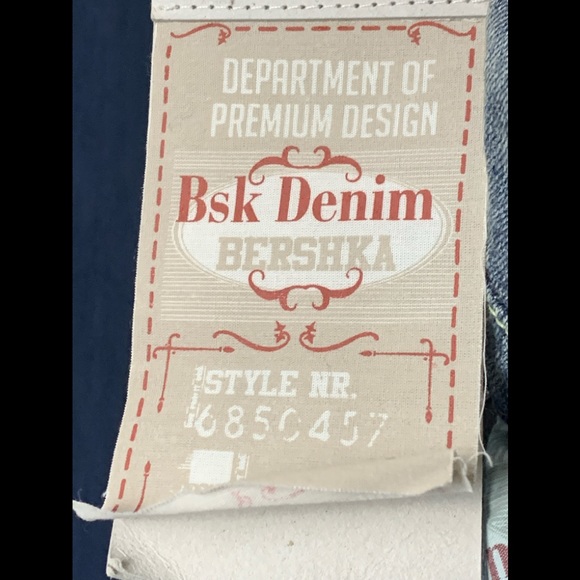 DEPARTMENT OF
PREMIUM DESIGN
Bsk Denim
BERSHKA
STYLE NR.
6850457